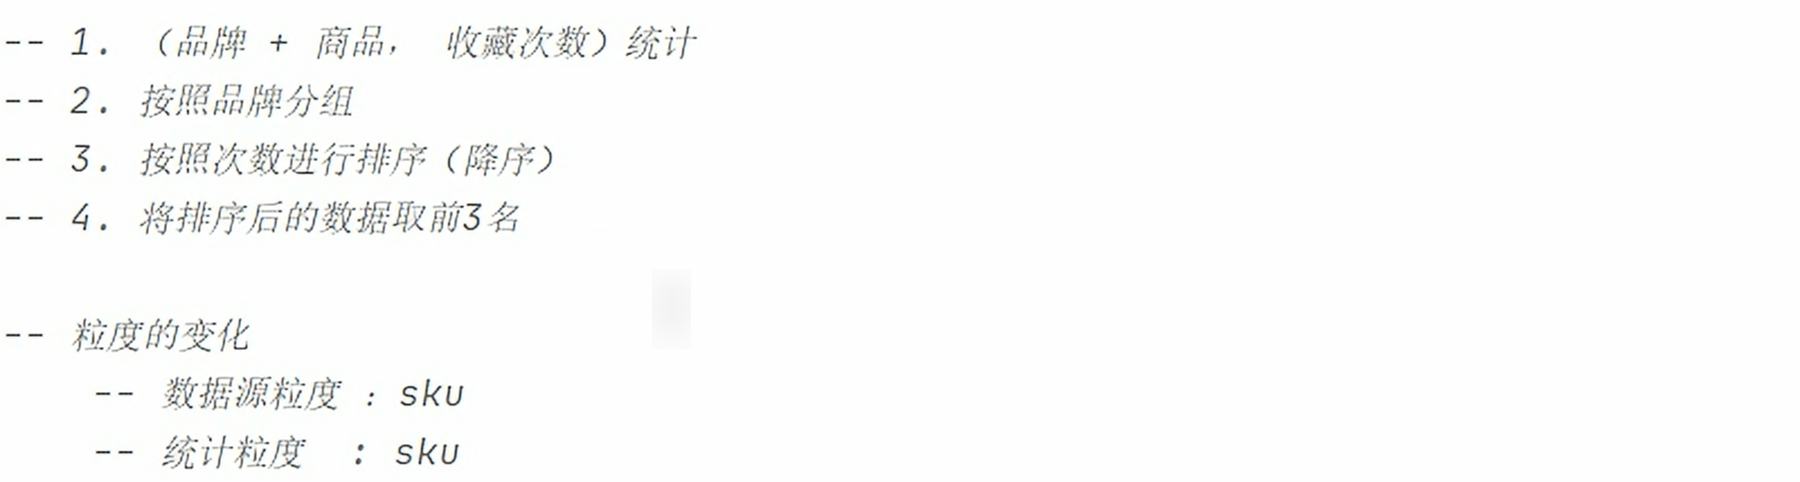 -- 1. （品牌 + 商品， 收藏次数）统计
-- 2. 按照品牌分组
-- 3. 按照次数进行排序（降序）
-- 4. 将排序后的数据取前3名
-- 粒度的变化
-- 数据源粒度 : sku
-- 统计粒度 : sku